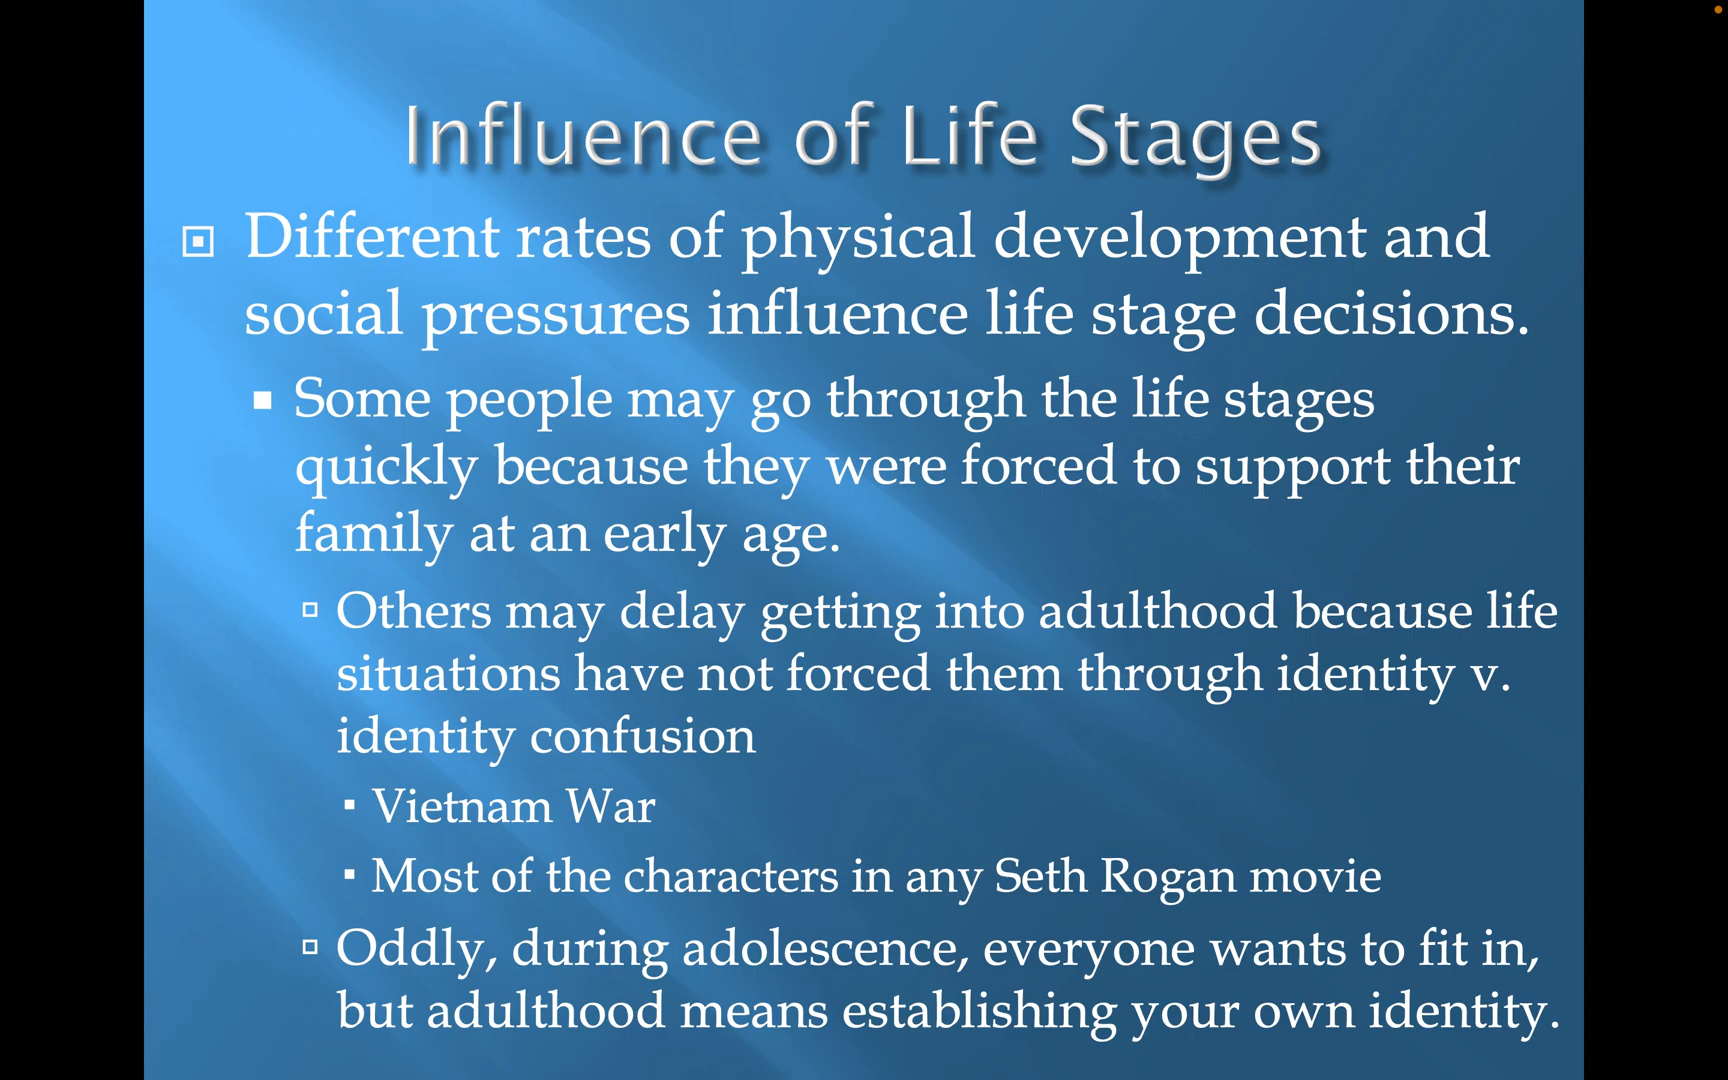 Influence of Life Stages
Different rates of physical development and
social pressures influence life stage decisions.
Some people may go through the life stages
quickly because they were forced to support their
family at an early age.
Others may delay getting into adulthood because life
situations have not forced them through identity v.
identity confusion
Vietnam War
Most of the characters in any Seth Rogan movie
Oddly, during adolescence, everyone wants to fit in,
but adulthood means establishing your own identity.